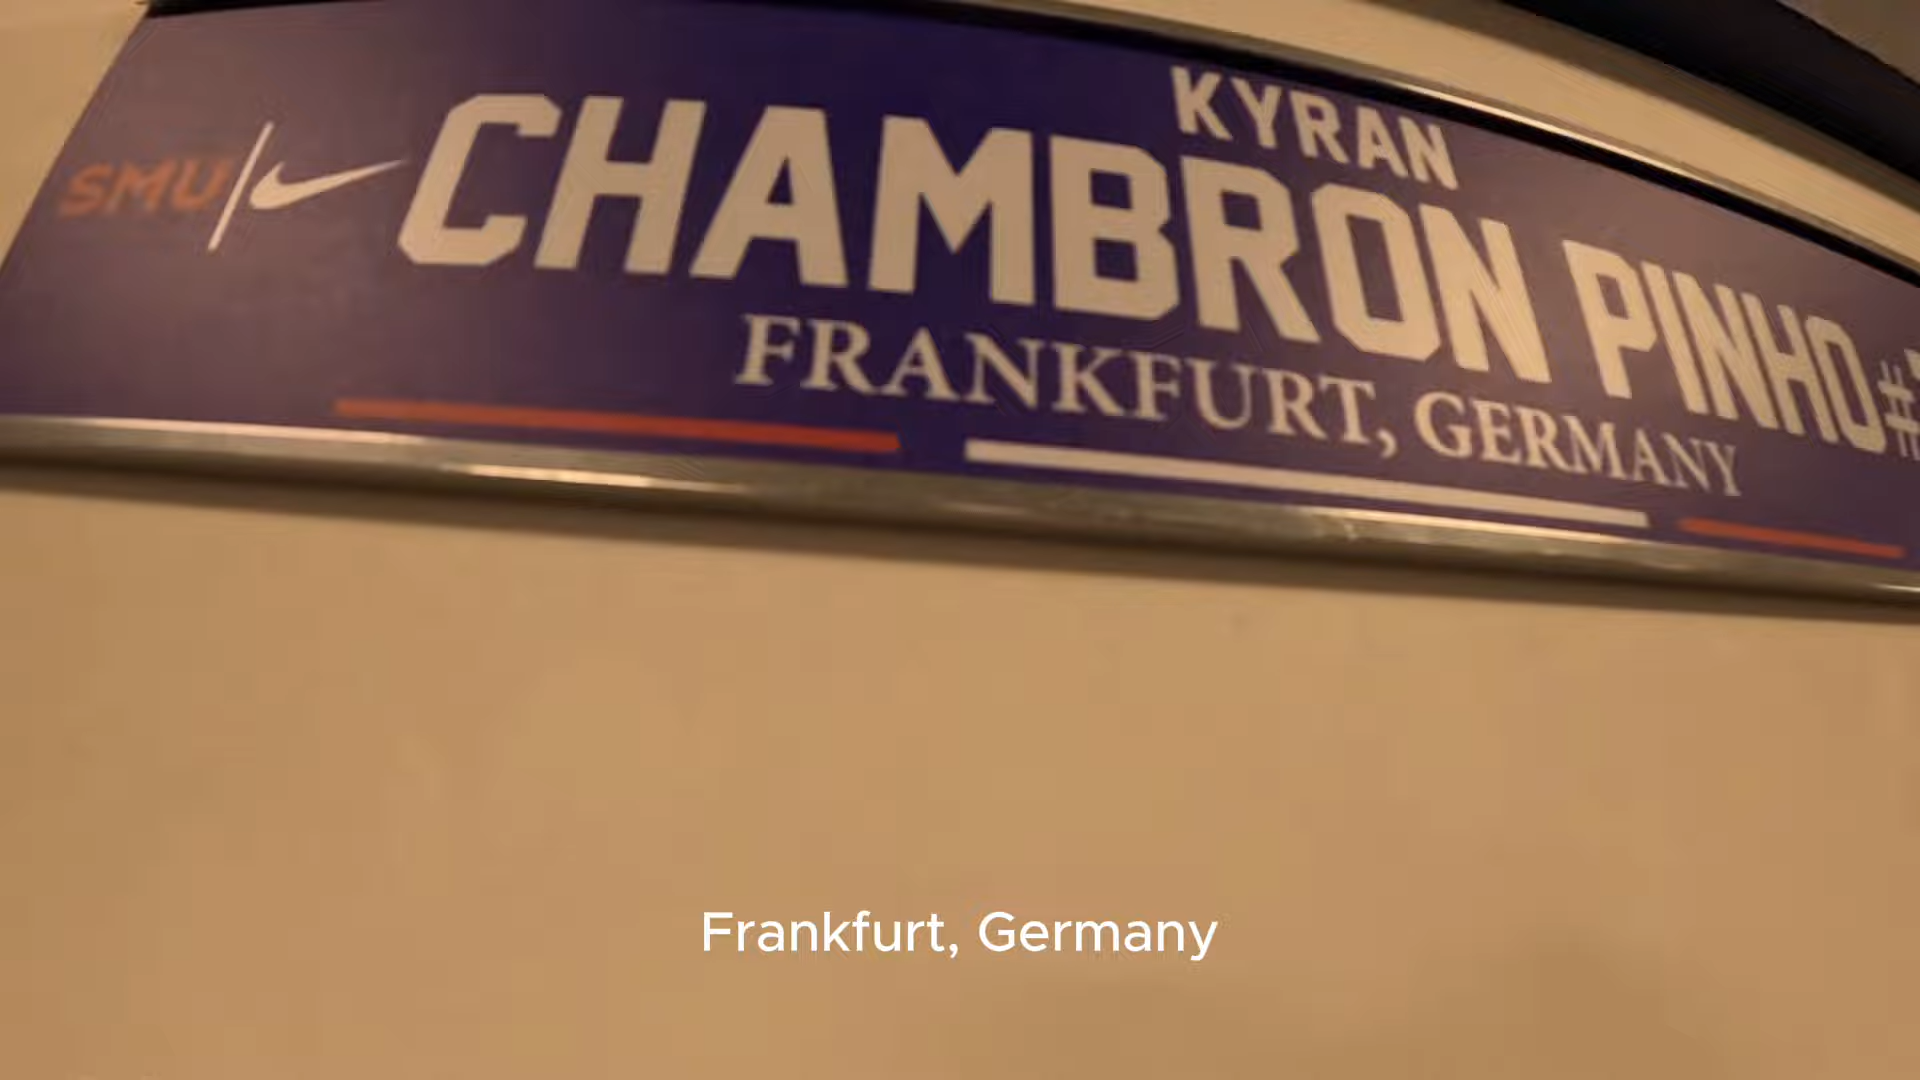 KYRAN
SMU
CHAMBRON PINHO #
FRANKFURT, GERMANY
Frankfurt, Germany